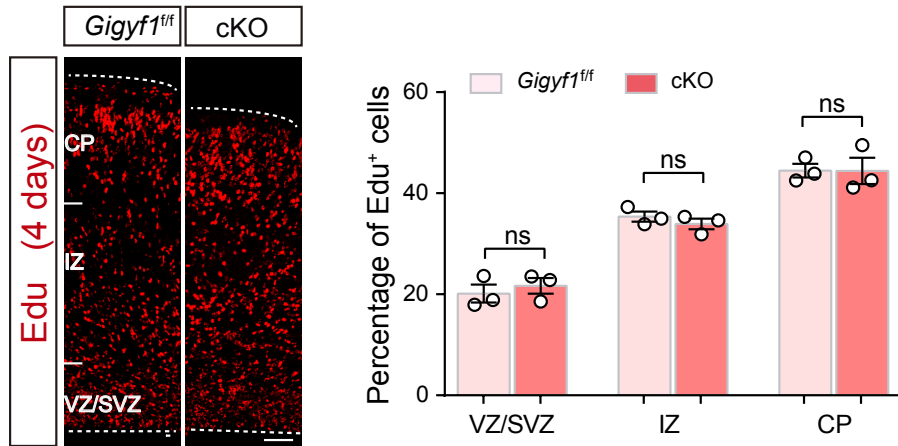 Gigyf1f/f
cKO
Edu (4 days)
CP
IZ
VZ/SVZ
Gigyf1f/f
cKO
Percentage of Edu+ cells
60
40
20
0
ns
ns
ns
VZ/SVZ
IZ
CP